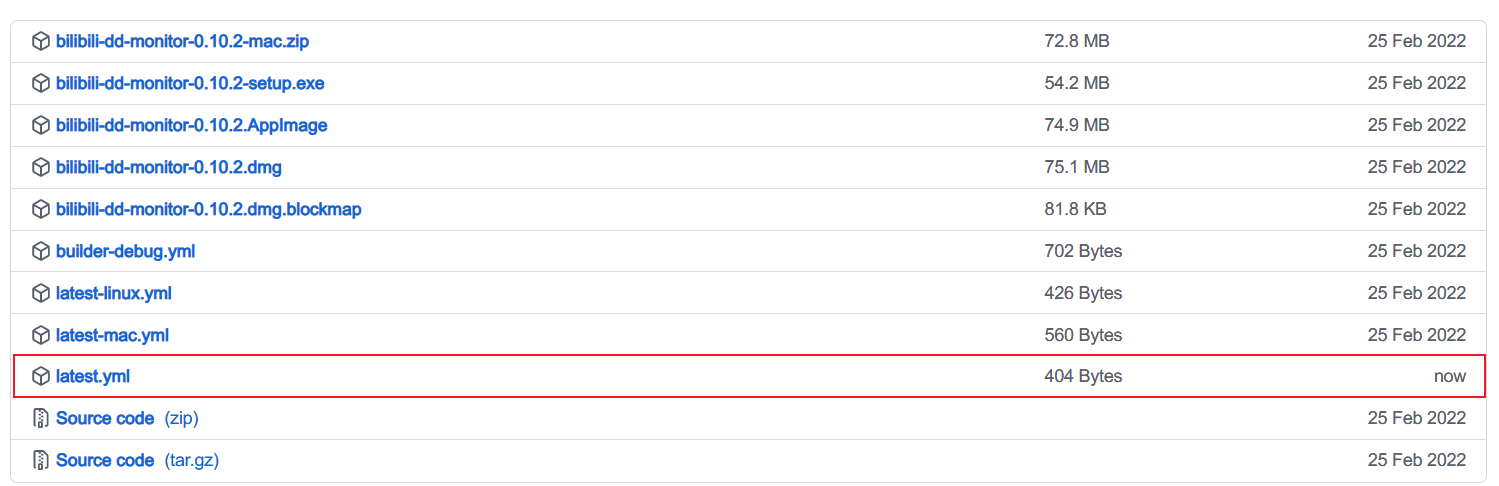 bilibili-dd-monitor-0.10.2-mac.zip 72.8 MB 25 Feb 2022
bilibili-dd-monitor-0.10.2-setup.exe 54.2 MB 25 Feb 2022
bilibili-dd-monitor-0.10.2.AppImage 74.9 MB 25 Feb 2022
bilibili-dd-monitor-0.10.2.dmg 75.1 MB 25 Feb 2022
bilibili-dd-monitor-0.10.2.dmg.blockmap 81.8 KB 25 Feb 2022
builder-debug.yml 702 Bytes 25 Feb 2022
latest-linux.yml 426 Bytes 25 Feb 2022
latest-mac.yml 560 Bytes 25 Feb 2022
latest.yml 404 Bytes now
Source code (zip) 25 Feb 2022
Source code (tar.gz) 25 Feb 2022